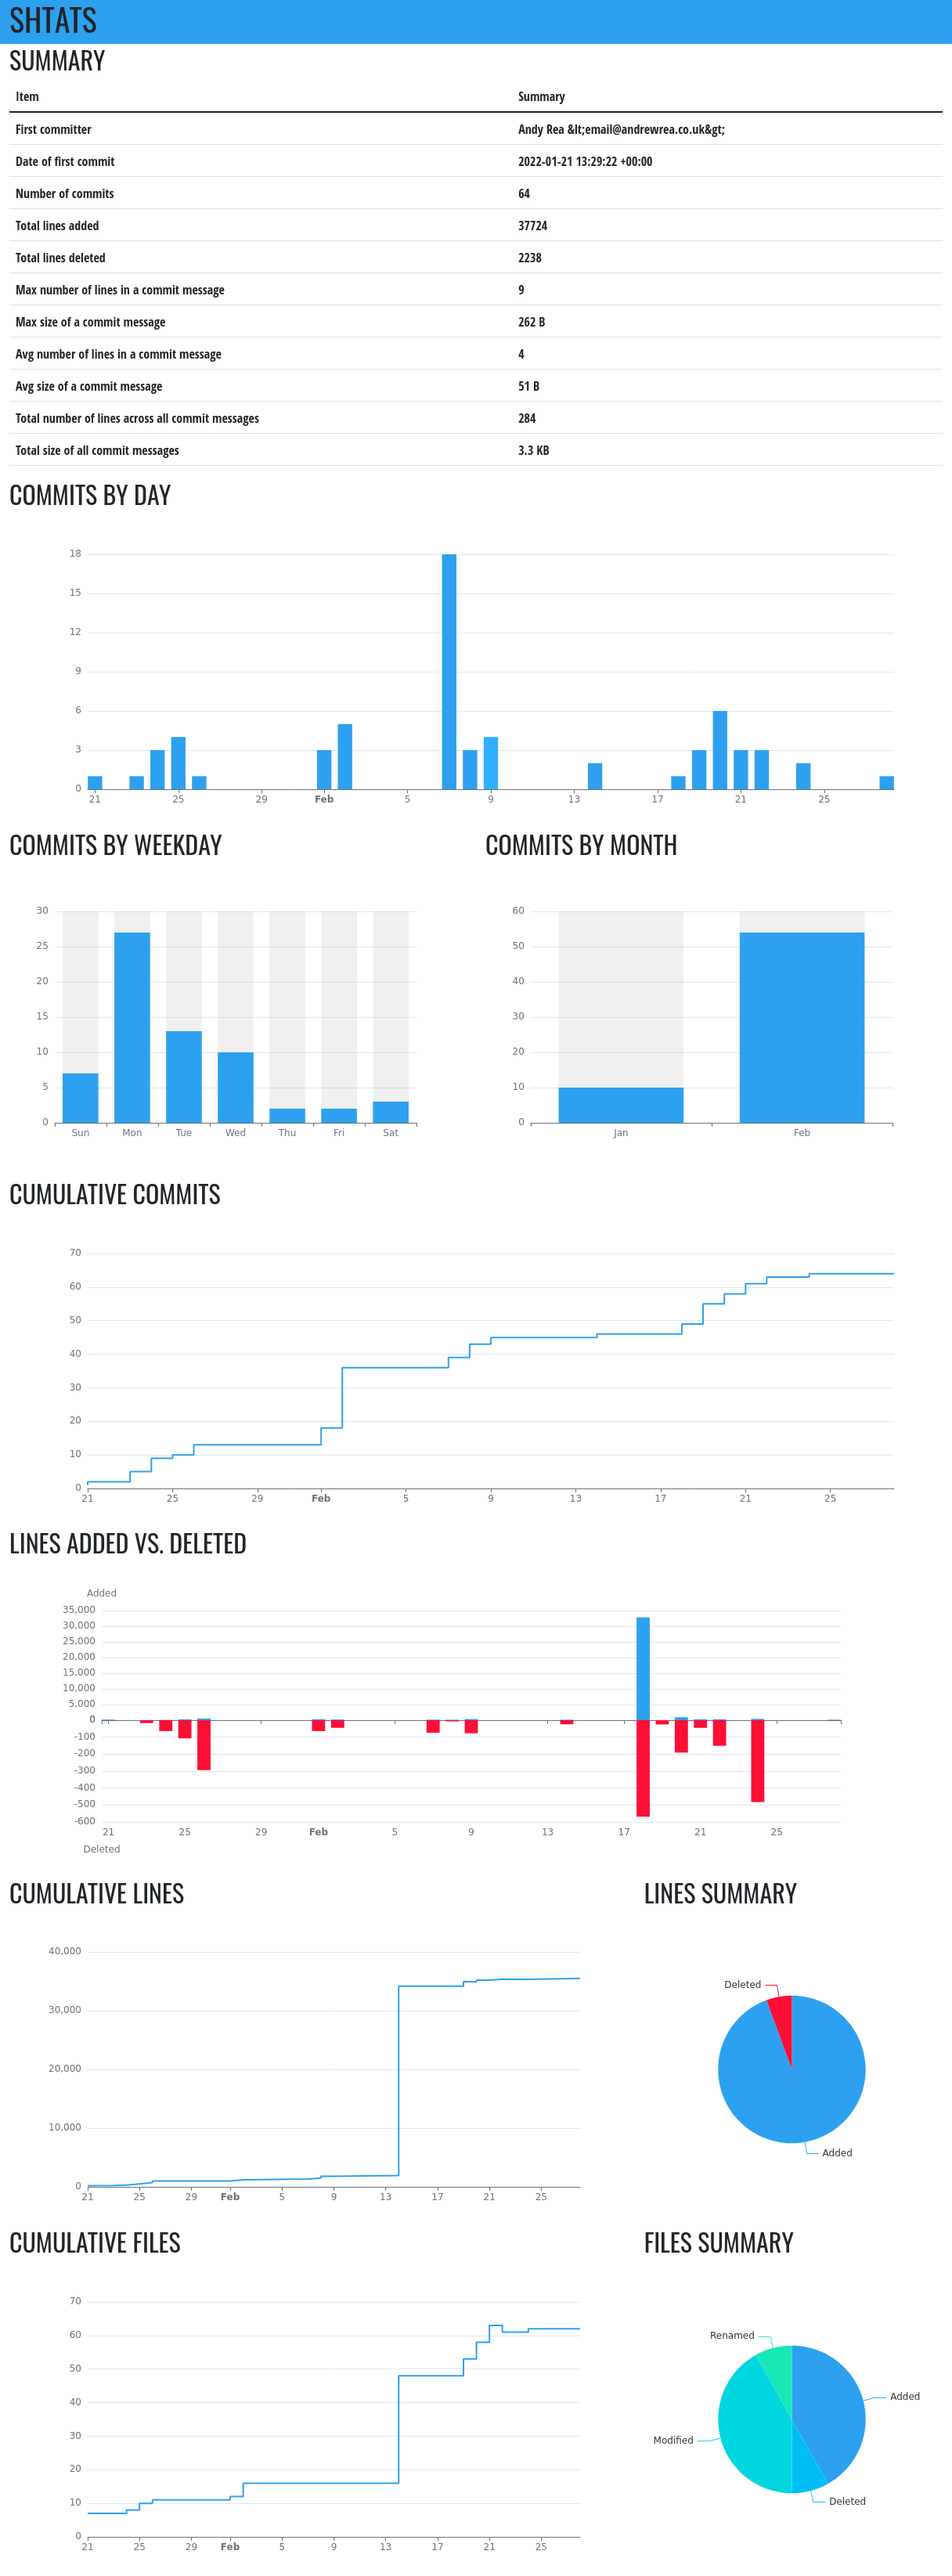 SHTATS
SUMMARY
Item Summary
First committer Andy Rea &lt;email@andrewrea.co.uk&gt;
Date of first commit 2022-01-21 13:29:22 +00:00
Number of commits 64
Total lines added 37724
Total lines deleted 2238
Max number of lines in a commit message 9
Max size of a commit message 262 B
Avg number of lines in a commit message 4
Avg size of a commit message 51 B
Total number of lines across all commit messages 284
Total size of all commit messages 3.3 KB
COMMITS BY DAY
18
15
12
9
6
3
0
21 25 29 Feb 5 9 13 17 21 25
COMMITS BY WEEKDAY
30
25
20
15
10
5
0
Sun Mon Tue Wed Thu Fri Sat
COMMITS BY MONTH
60
50
40
30
20
10
0
Jan Feb
CUMULATIVE COMMITS
70
60
50
40
30
20
10
0
21 25 29 Feb 5 9 13 17 21 25
LINES ADDED VS. DELETED
Added
35,000
30,000
25,000
20,000
15,000
10,000
5,000
0
-100
-200
-300
-400
-500
-600
21 25 29 Feb 5 9 13 17 21 25
Deleted
CUMULATIVE LINES
40,000
30,000
20,000
10,000
0
21 25 29 Feb 5 9 13 17 21 25
LINES SUMMARY
Deleted
Added
CUMULATIVE FILES
70
60
50
40
30
20
10
0
21 25 29 Feb 5 9 13 17 21 25
FILES SUMMARY
Renamed
Added
Modified
Deleted